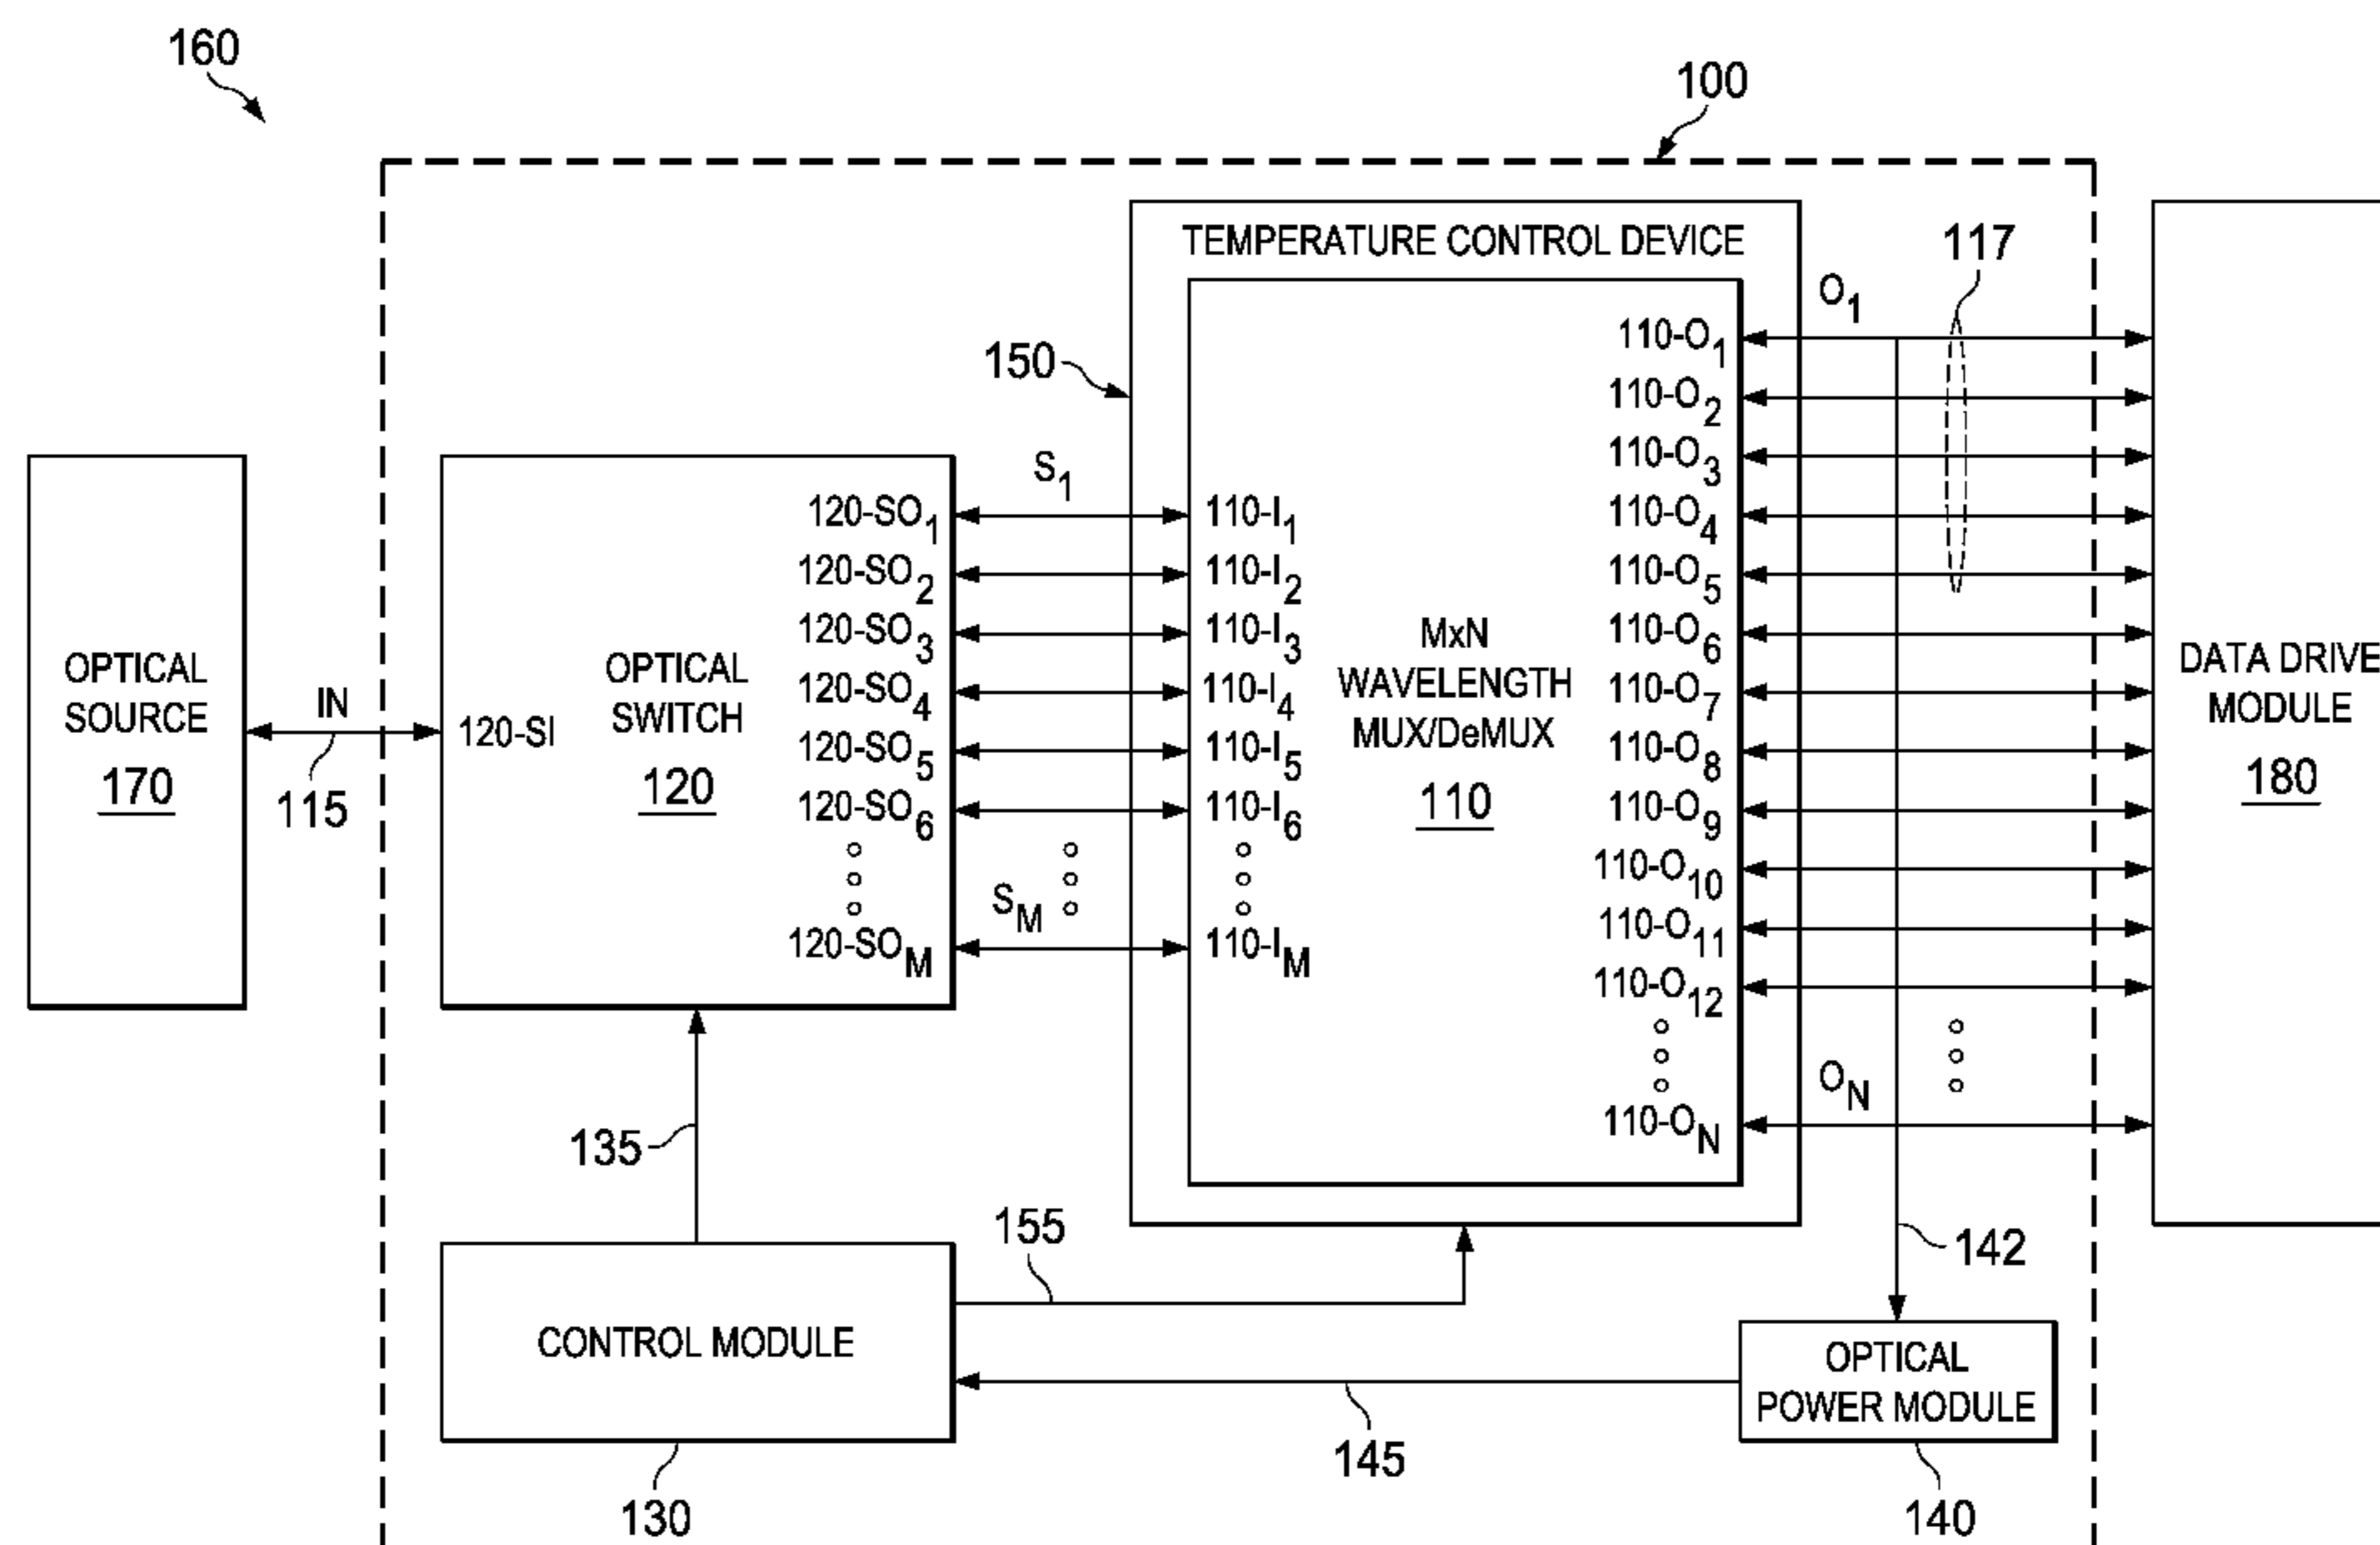 160
100
TEMPERATURE CONTROL DEVICE
117
O1
110-O1
150
110-O2
110-O3
S1
120-SO1
110-I1
110-O4
120-SO2
110-I2
110-O5
120-SO3
110-I3
110-O6
OPTICAL
SOURCE
170
IN
115
120-SI
OPTICAL
SWITCH
120
120-SO4
110-I4
120-SO5
110-I5
120-SO6
110-I6
SM
120-SOM
110-IM
MxN
WAVELENGTH
MUX/DeMUX
110
110-O7
110-O8
110-O9
110-O10
110-O11
110-O12
ON
110-ON
DATA DRIVE
MODULE
180
135
155
142
CONTROL MODULE
OPTICAL
POWER MODULE
145
130
140